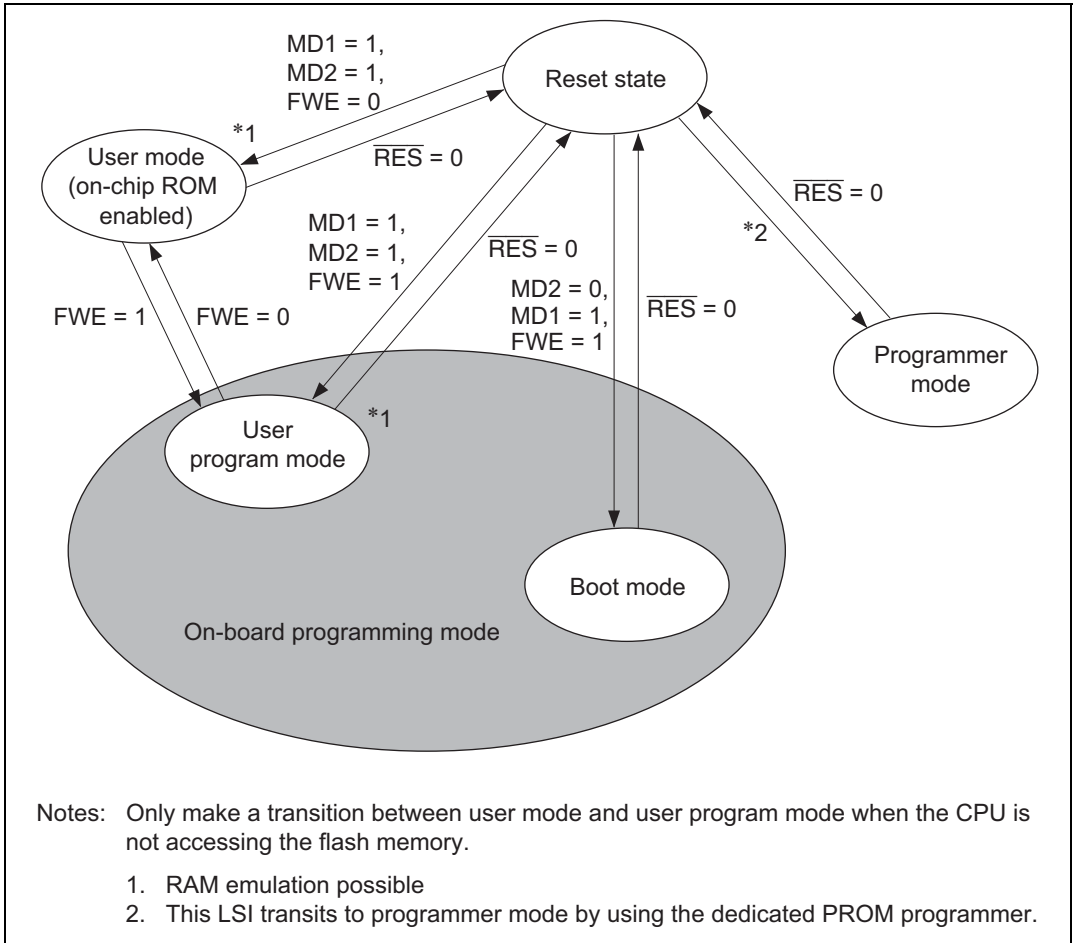 MD1 = 1,
MD2 = 1,
FWE = 0
Reset state
*1
RES = 0
User mode
(on-chip ROM
enabled)
RES = 0
*2
MD1 = 1,
MD2 = 1,
FWE = 1
RES = 0
MD2 = 0,
MD1 = 1,
FWE = 1
RES = 0
FWE = 1
FWE = 0
Programmer
mode
User
program mode
*1
Boot mode
On-board programming mode
Notes: Only make a transition between user mode and user program mode when the CPU is
not accessing the flash memory.
1. RAM emulation possible
2. This LSI transits to programmer mode by using the dedicated PROM programmer.